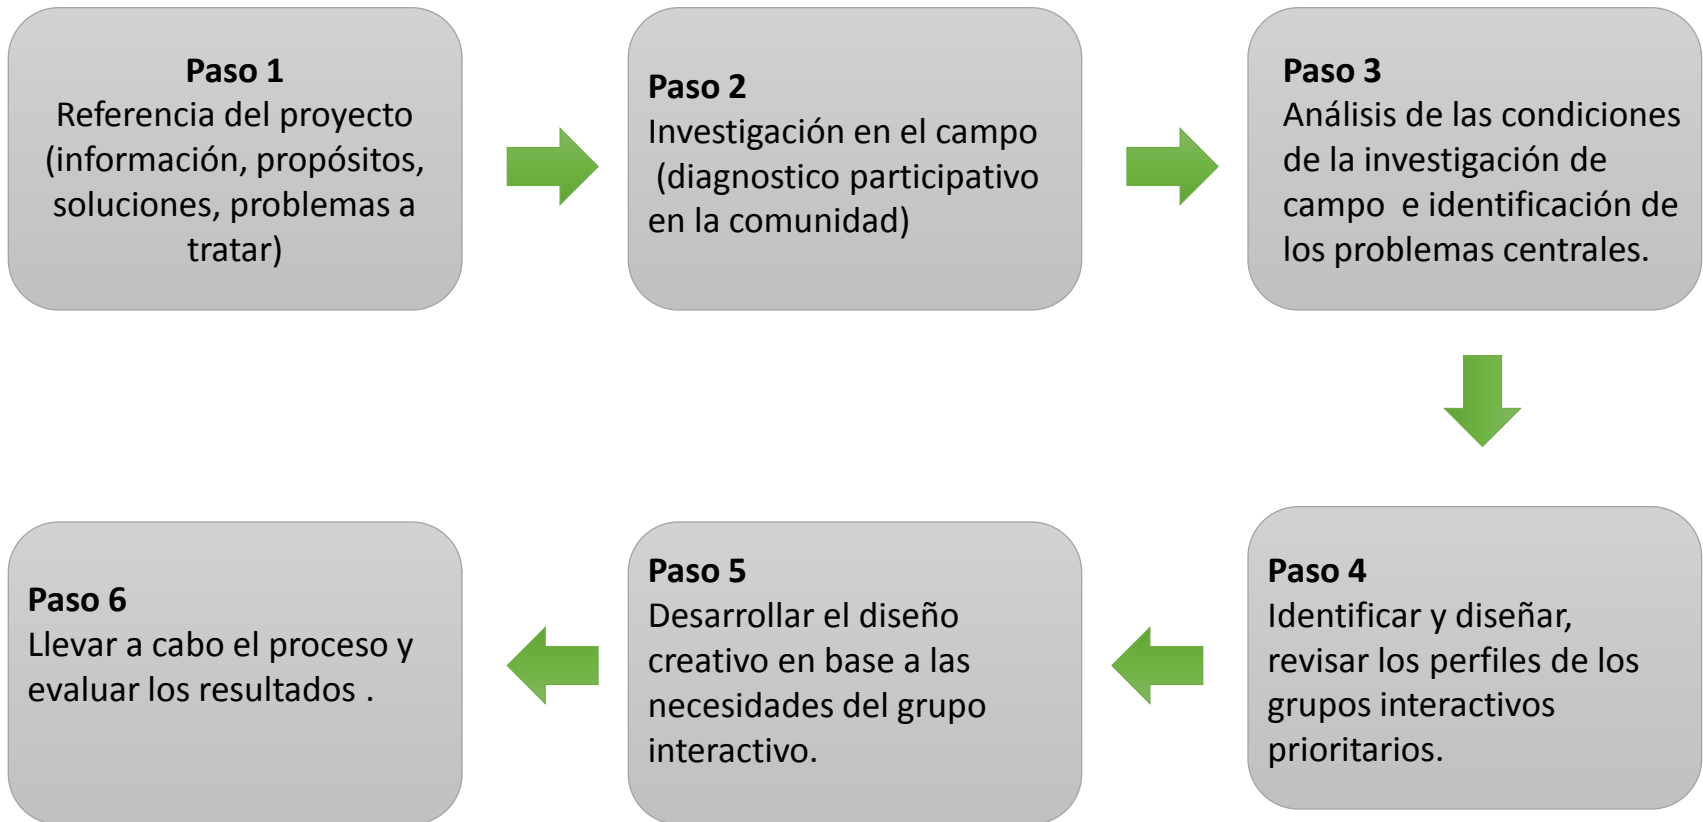 Paso 1
Referencia del proyecto
(información, propósitos,
soluciones, problemas a
tratar)
Paso 2
Investigación en el campo
(diagnostico participativo
en la comunidad)
Paso 3
Análisis de las condiciones
de la investigación de
campo e identificación de
los problemas centrales.
Paso 4
Identificar y diseñar,
revisar los perfiles de los
grupos interactivos
prioritarios.
Paso 5
Desarrollar el diseño
creativo en base a las
necesidades del grupo
interactivo.
Paso 6
Llevar a cabo el proceso y
evaluar los resultados .